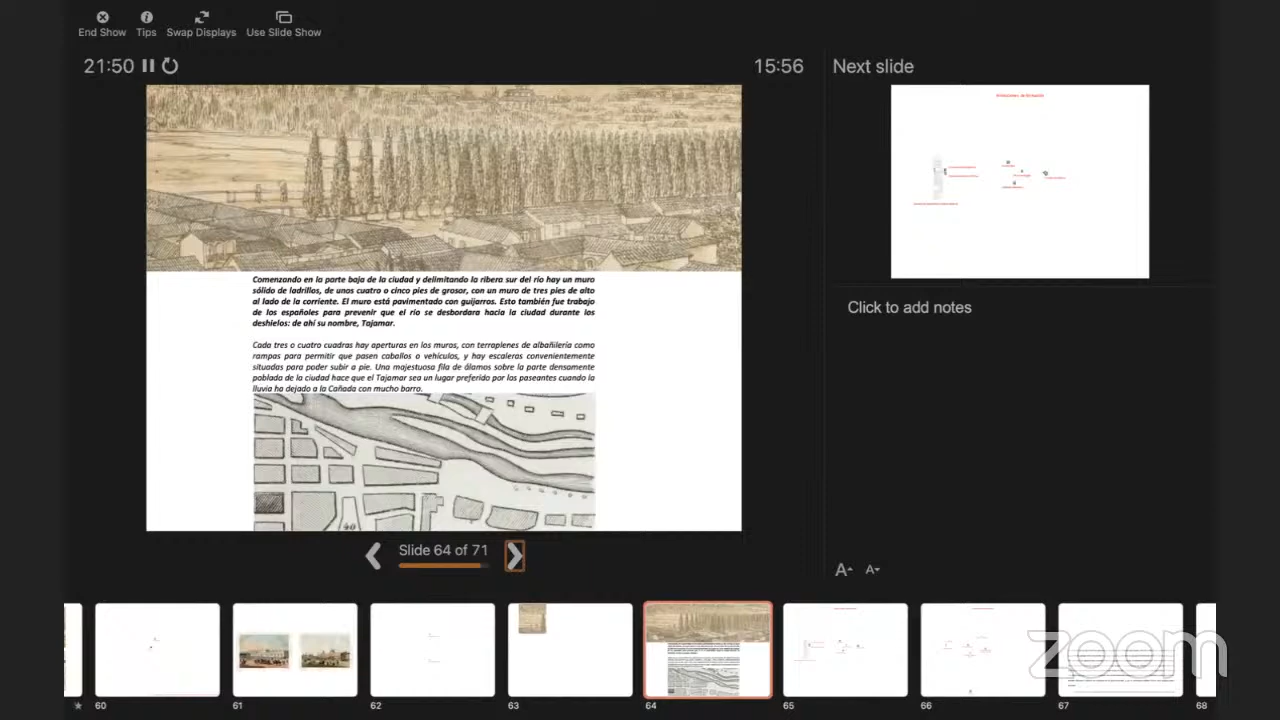 End Show Tips Swap Displays Use Slide Show
21:50 15:56 Next slide
Comenzando en la parte baja de la ciudad y delimitando la ribera sur del río hay un muro
sólido de ladrillos, de unas cuatro o cinco pies de grosor, con un muro de tres pies de alto
al lado de la corriente. El muro está pavimentado con guijarros. Esto también fue trabajo
de los españoles para prevenir que el río se desbordara hacia la ciudad durante los
deshielos: de ahí su nombre, Tajamar.
Cada tres o cuatro cuadras hay aperturas en los muros, con terraplenes de albañilería como
rampas para permitir que pasen caballos o vehículos, y hay escaleras convenientemente
situadas para poder subir a pie. Una majestuosa fila de álamos sobre la parte densamente
poblada de la ciudad hace que el Tajamar sea un lugar preferido por los paseantes cuando la
lluvia ha dejado a la Cañada con mucho barro.
Click to add notes
Slide 64 of 71
A A
60 61 62 63 64 65 66 67 68
zoom